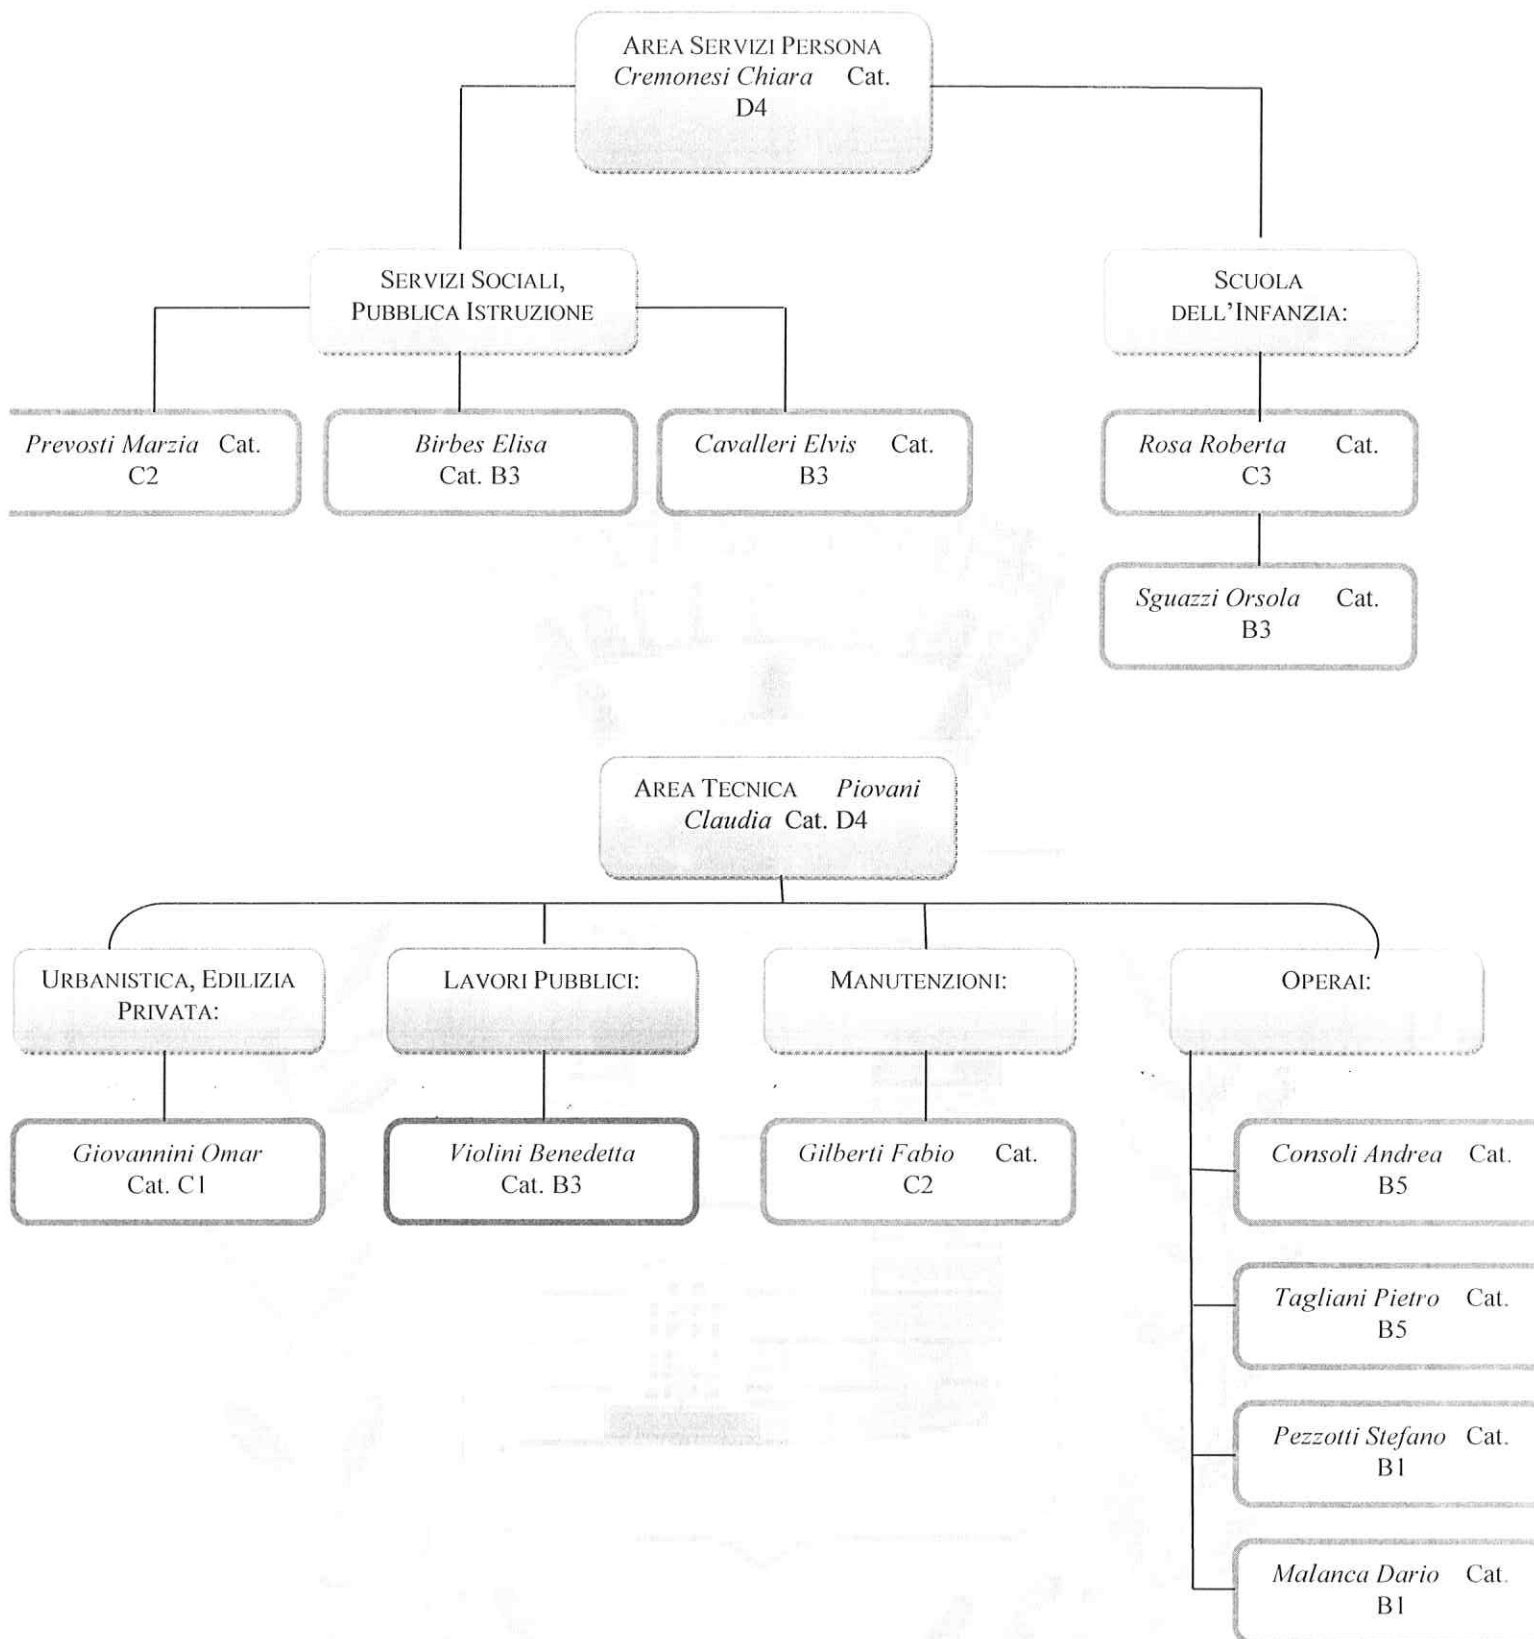 AREA SERVIZI PERSONA
Cremonesi Chiara Cat.
D4
SERVIZI SOCIALI,
PUBBLICA ISTRUZIONE
SCUOLA
DELL'INFANZIA:
Prevosti Marzia Cat.
C2
Birbes Elisa
Cat. B3
Cavalleri Elvis Cat.
B3
Rosa Roberta Cat.
C3
Sguazzi Orsola Cat.
B3
AREA TECNICA Piovani
Claudia Cat. D4
URBANISTICA, EDILIZIA
PRIVATA:
LAVORI PUBBLICI:
MANUTENZIONI:
OPERAI:
Giovannini Omar
Cat. C1
Violini Benedetta
Cat. B3
Gilberti Fabio Cat.
C2
Consoli Andrea Cat.
B5
Tagliani Pietro Cat.
B5
Pezzotti Stefano Cat.
B1
Malanca Dario Cat.
B1